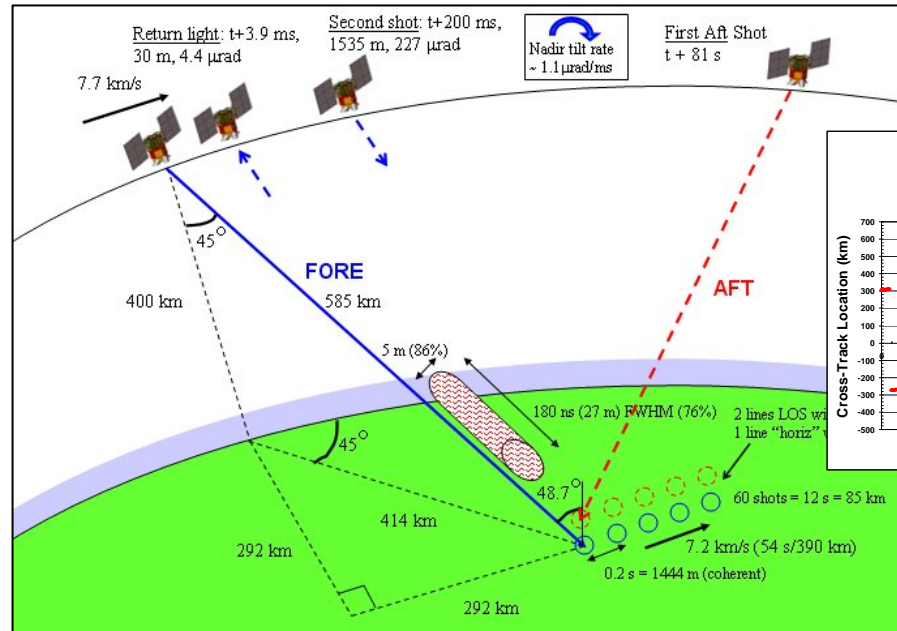 Return light: t+3.9 ms,
30 m, 4.4 µrad
Second shot: t+200 ms,
1535 m, 227 µrad
Nadir tilt rate
~ 1.1 µrad/ms
First Aft Shot
t + 81 s
7.7 km/s
45°
FORE
585 km
400 km
AFT
5 m (86%)
180 ns (27 m) FWHM (76%)
2 lines LOS
1 line "horiz"
45°
48.7°
60 shots = 12 s = 85 km
414 km
292 km
7.2 km/s (54 s/390 km)
0.2 s = 1444 m (coherent)
292 km
Cross-Track Location (km)
700
600
500
400
300
200
100
0
-100
-200
-300
-400
-500